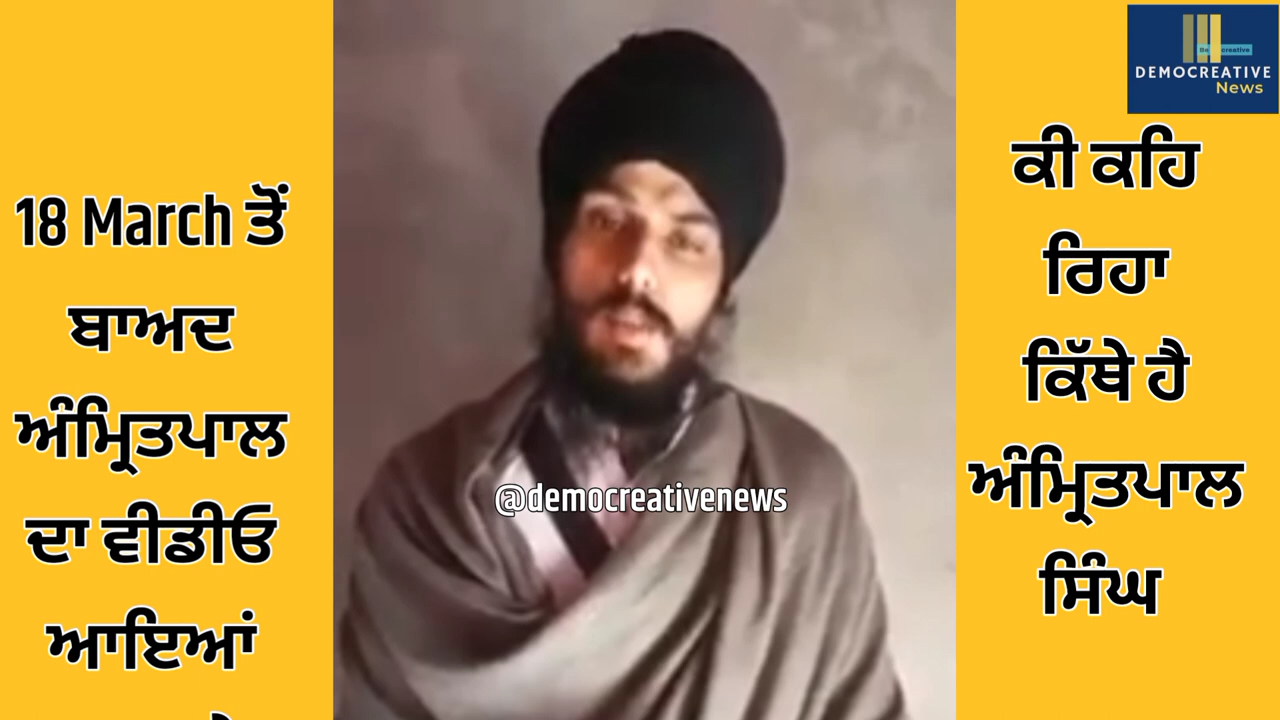 18 March ਤੋਂ
ਬਾਅਦ
ਅੰਮ੍ਰਿਤਪਾਲ
ਦਾ ਵੀਡੀਓ
ਆਇਆਂ
@democreativenews
DEMOCREATIVE
News
ਕੀ ਕਹਿ
ਰਿਹਾ
ਕਿੱਥੇ ਹੈ
ਅੰਮ੍ਰਿਤਪਾਲ
ਸਿੰਘ